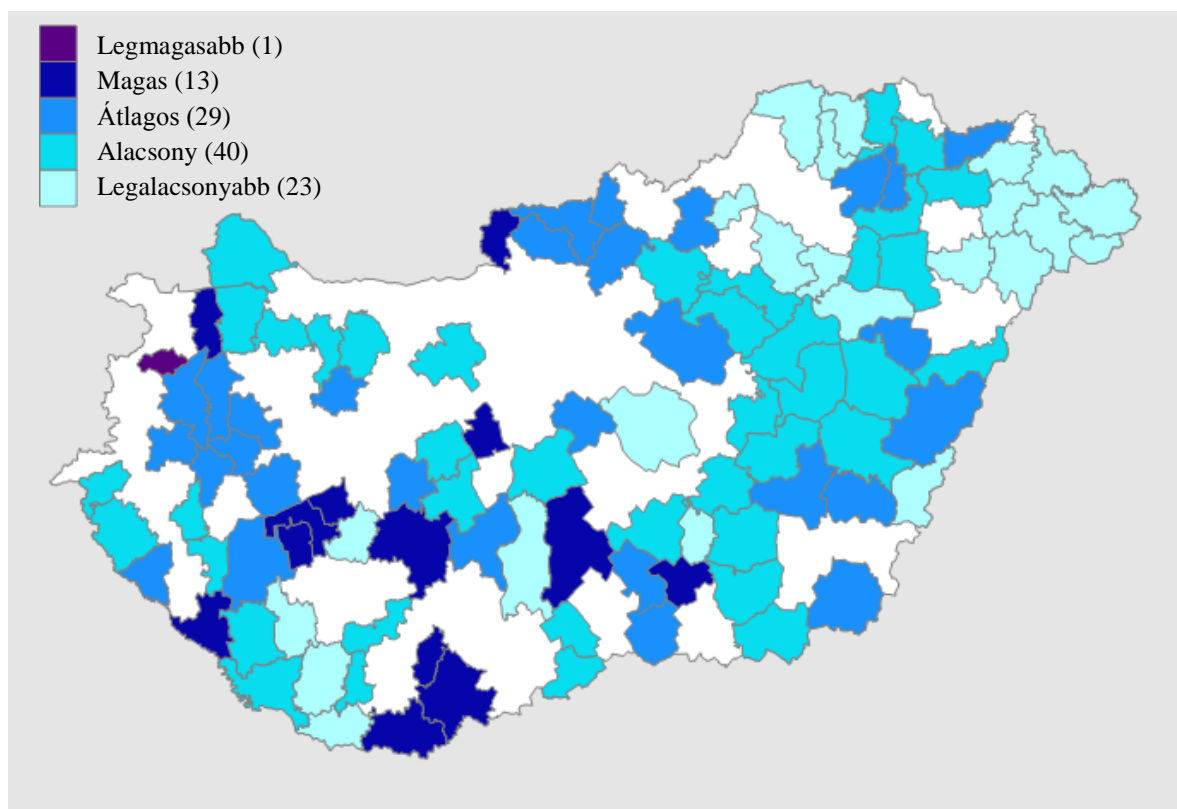 Legmagasabb (1)
Magas (13)
Átlagos (29)
Alacsony (40)
Legalacsonyabb (23)